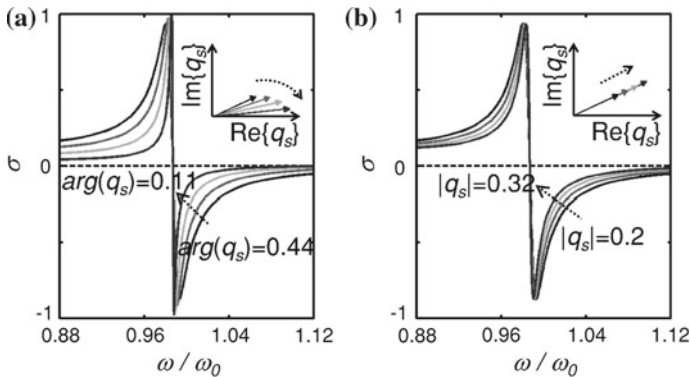 (a)
1
0
-1
σ
Im{qs}
Re{qs}
arg(qs)=0.11
arg(qs)=0.44
0.88 0.96 1.04 1.12
ω / ω0
(b)
1
0
-1
σ
Im{qs}
Re{qs}
|qs|=0.32
|qs|=0.2
0.88 0.96 1.04 1.12
ω / ω0